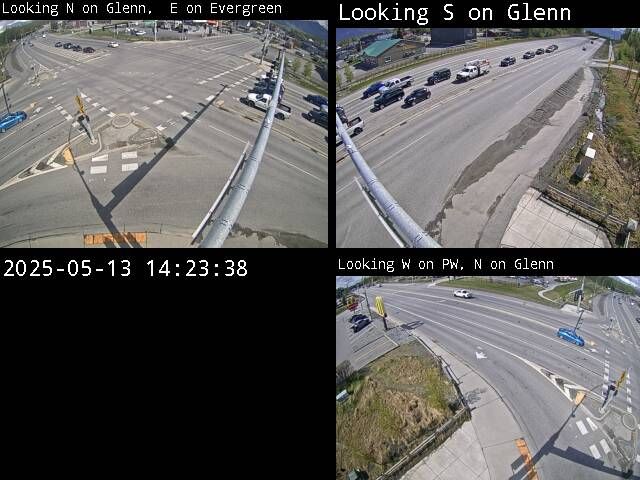 Looking N on Glenn,  E on Evergreen
Looking S on Glenn
2025-05-13 14:23:38
Looking W on PW, N on Glenn